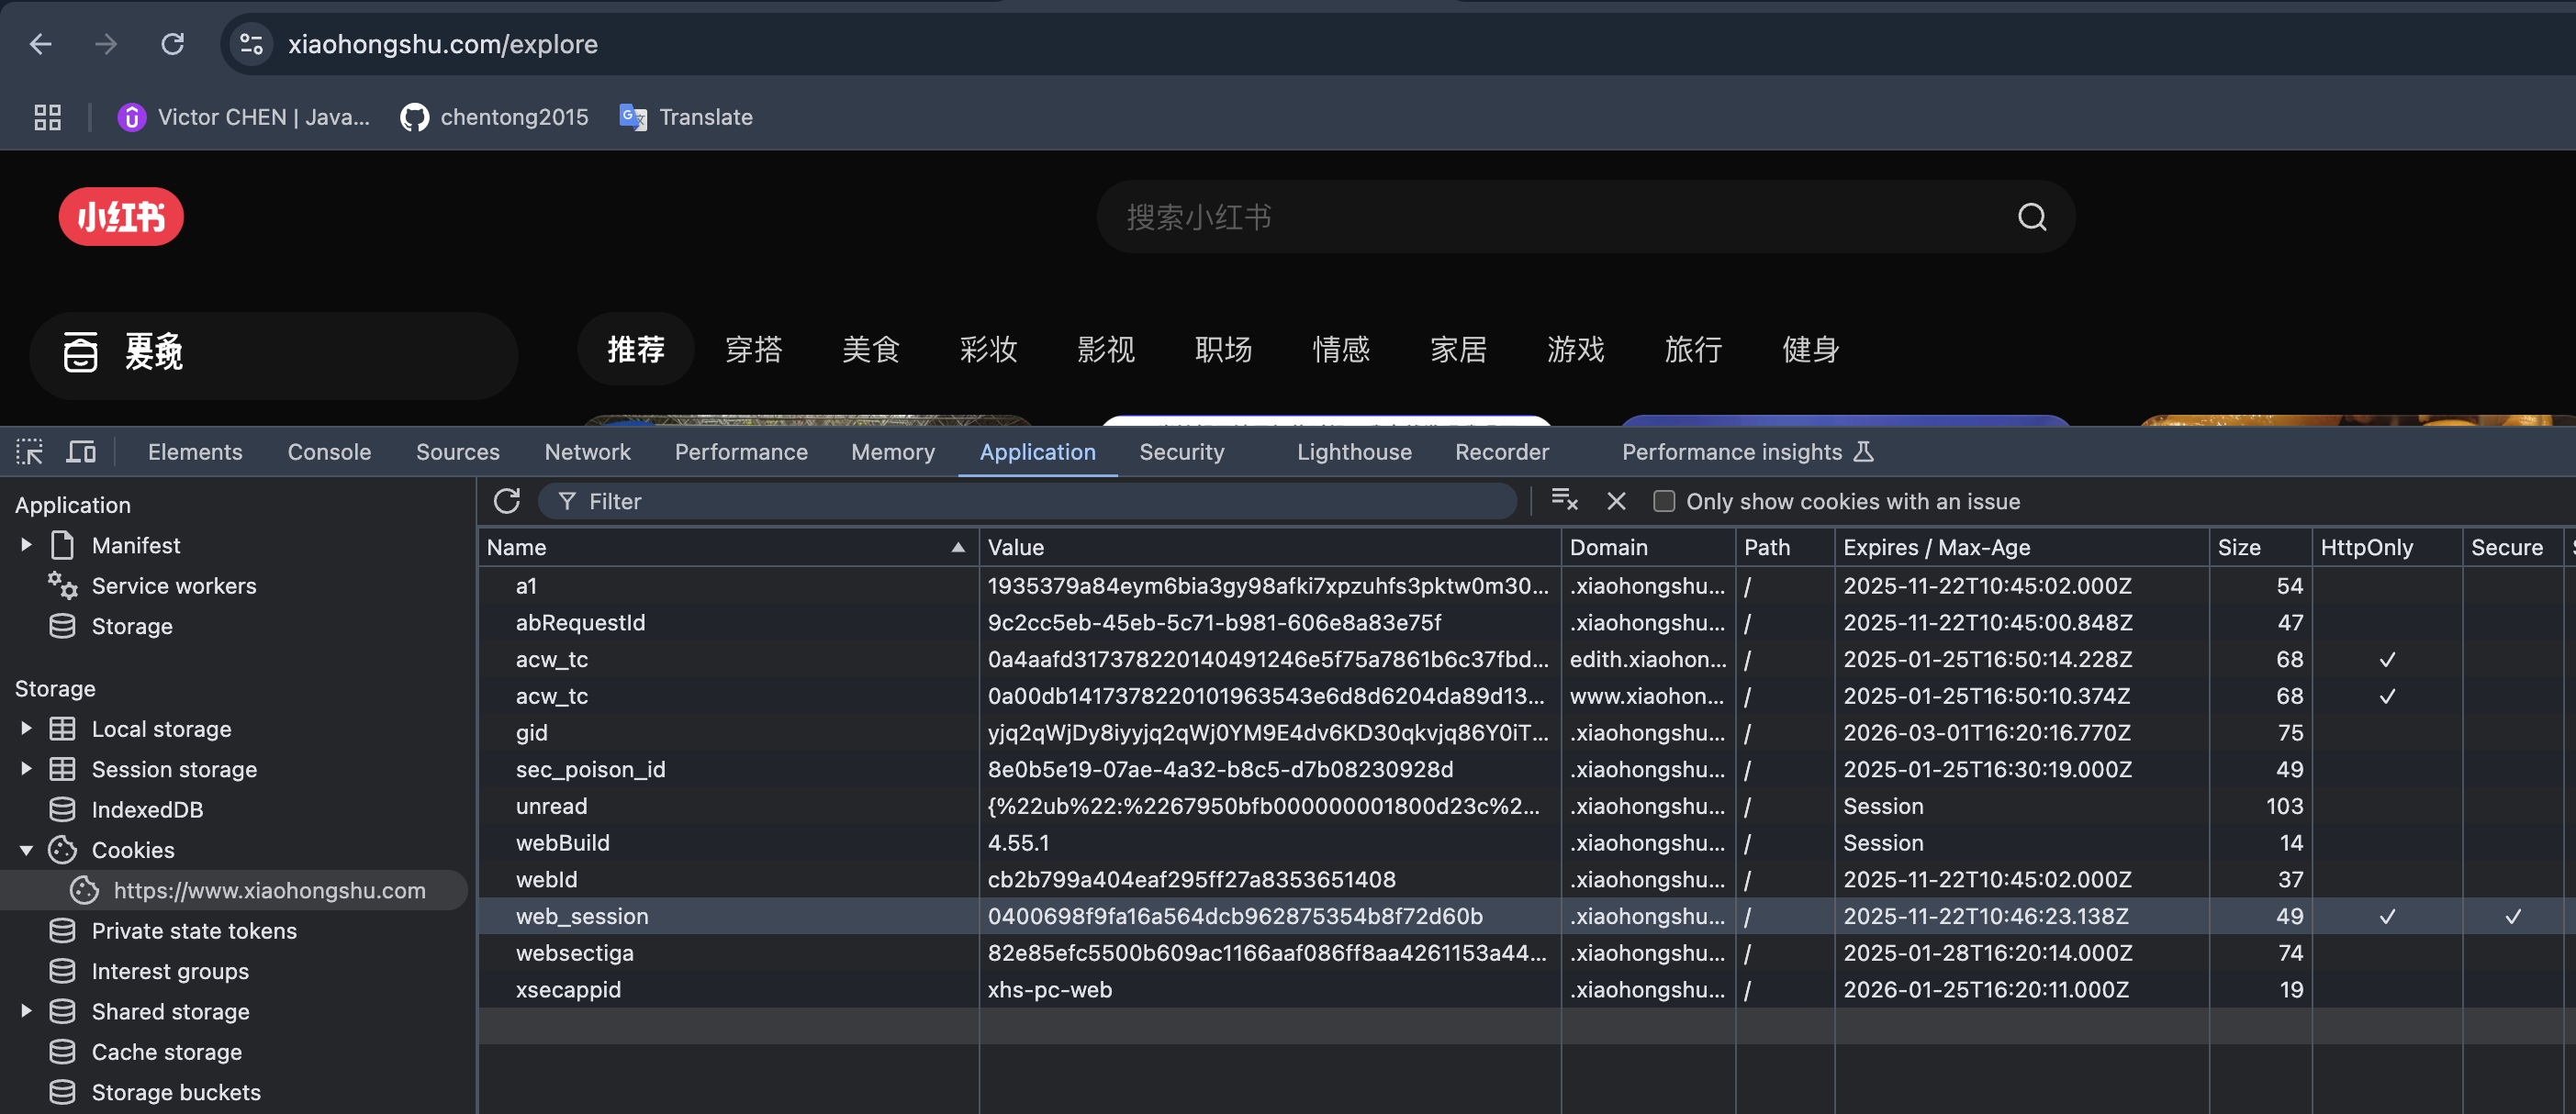 xiaohongshu.com/explore
Victor CHEN | Java...
chentong2015
Translate
小红书
搜索小红书
更多
发现
推荐 穿搭 美食 彩妆 影视 职场 情感 家居 游戏 旅行 健身
Elements Console Sources Network Performance Memory Application Security Lighthouse Recorder Performance insights
Application
Manifest
Service workers
Storage
Storage
Local storage
Session storage
IndexedDB
Cookies
https://www.xiaohongshu.com
Private state tokens
Interest groups
Shared storage
Cache storage
Storage buckets
Filter
Only show cookies with an issue
Name Value Domain Path Expires / Max-Age Size HttpOnly Secure
a1 1935379a84eym6bia3gy98afki7xpzuhfs3pktw0m30... .xiaohongshu... / 2025-11-22T10:45:02.000Z 54
abRequestId 9c2cc5eb-45eb-5c71-b981-606e8a83e75f .xiaohongshu... / 2025-11-22T10:45:00.848Z 47
acw_tc 0a4aafd317378220140491246e5f75a7861b6c37fbd... edith.xiaohon... / 2025-01-25T16:50:14.228Z 68 ✓
acw_tc 0a00db1417378220101963543e6d8d6204da89d13... www.xiaohon... / 2025-01-25T16:50:10.374Z 68 ✓
gid yjq2qWjDy8iyyjq2qWj0YM9E4dv6KD30qkvjq86Y0iT... .xiaohongshu... / 2026-03-01T16:20:16.770Z 75
sec_poison_id 8e0b5e19-07ae-4a32-b8c5-d7b08230928d .xiaohongshu... / 2025-01-25T16:30:19.000Z 49
unread {%22ub%22:%2267950bfb000000001800d23c%2... .xiaohongshu... / Session 103
webBuild 4.55.1 .xiaohongshu... / Session 14
webId cb2b799a404eaf295ff27a8353651408 .xiaohongshu... / 2025-11-22T10:45:02.000Z 37
web_session 0400698f9fa16a564dcb962875354b8f72d60b .xiaohongshu... / 2025-11-22T10:46:23.138Z 49 ✓ ✓
websectiga 82e85efc5500b609ac1166aaf086ff8aa4261153a44... .xiaohongshu... / 2025-01-28T16:20:14.000Z 74
xsecappid xhs-pc-web .xiaohongshu... / 2026-01-25T16:20:11.000Z 19